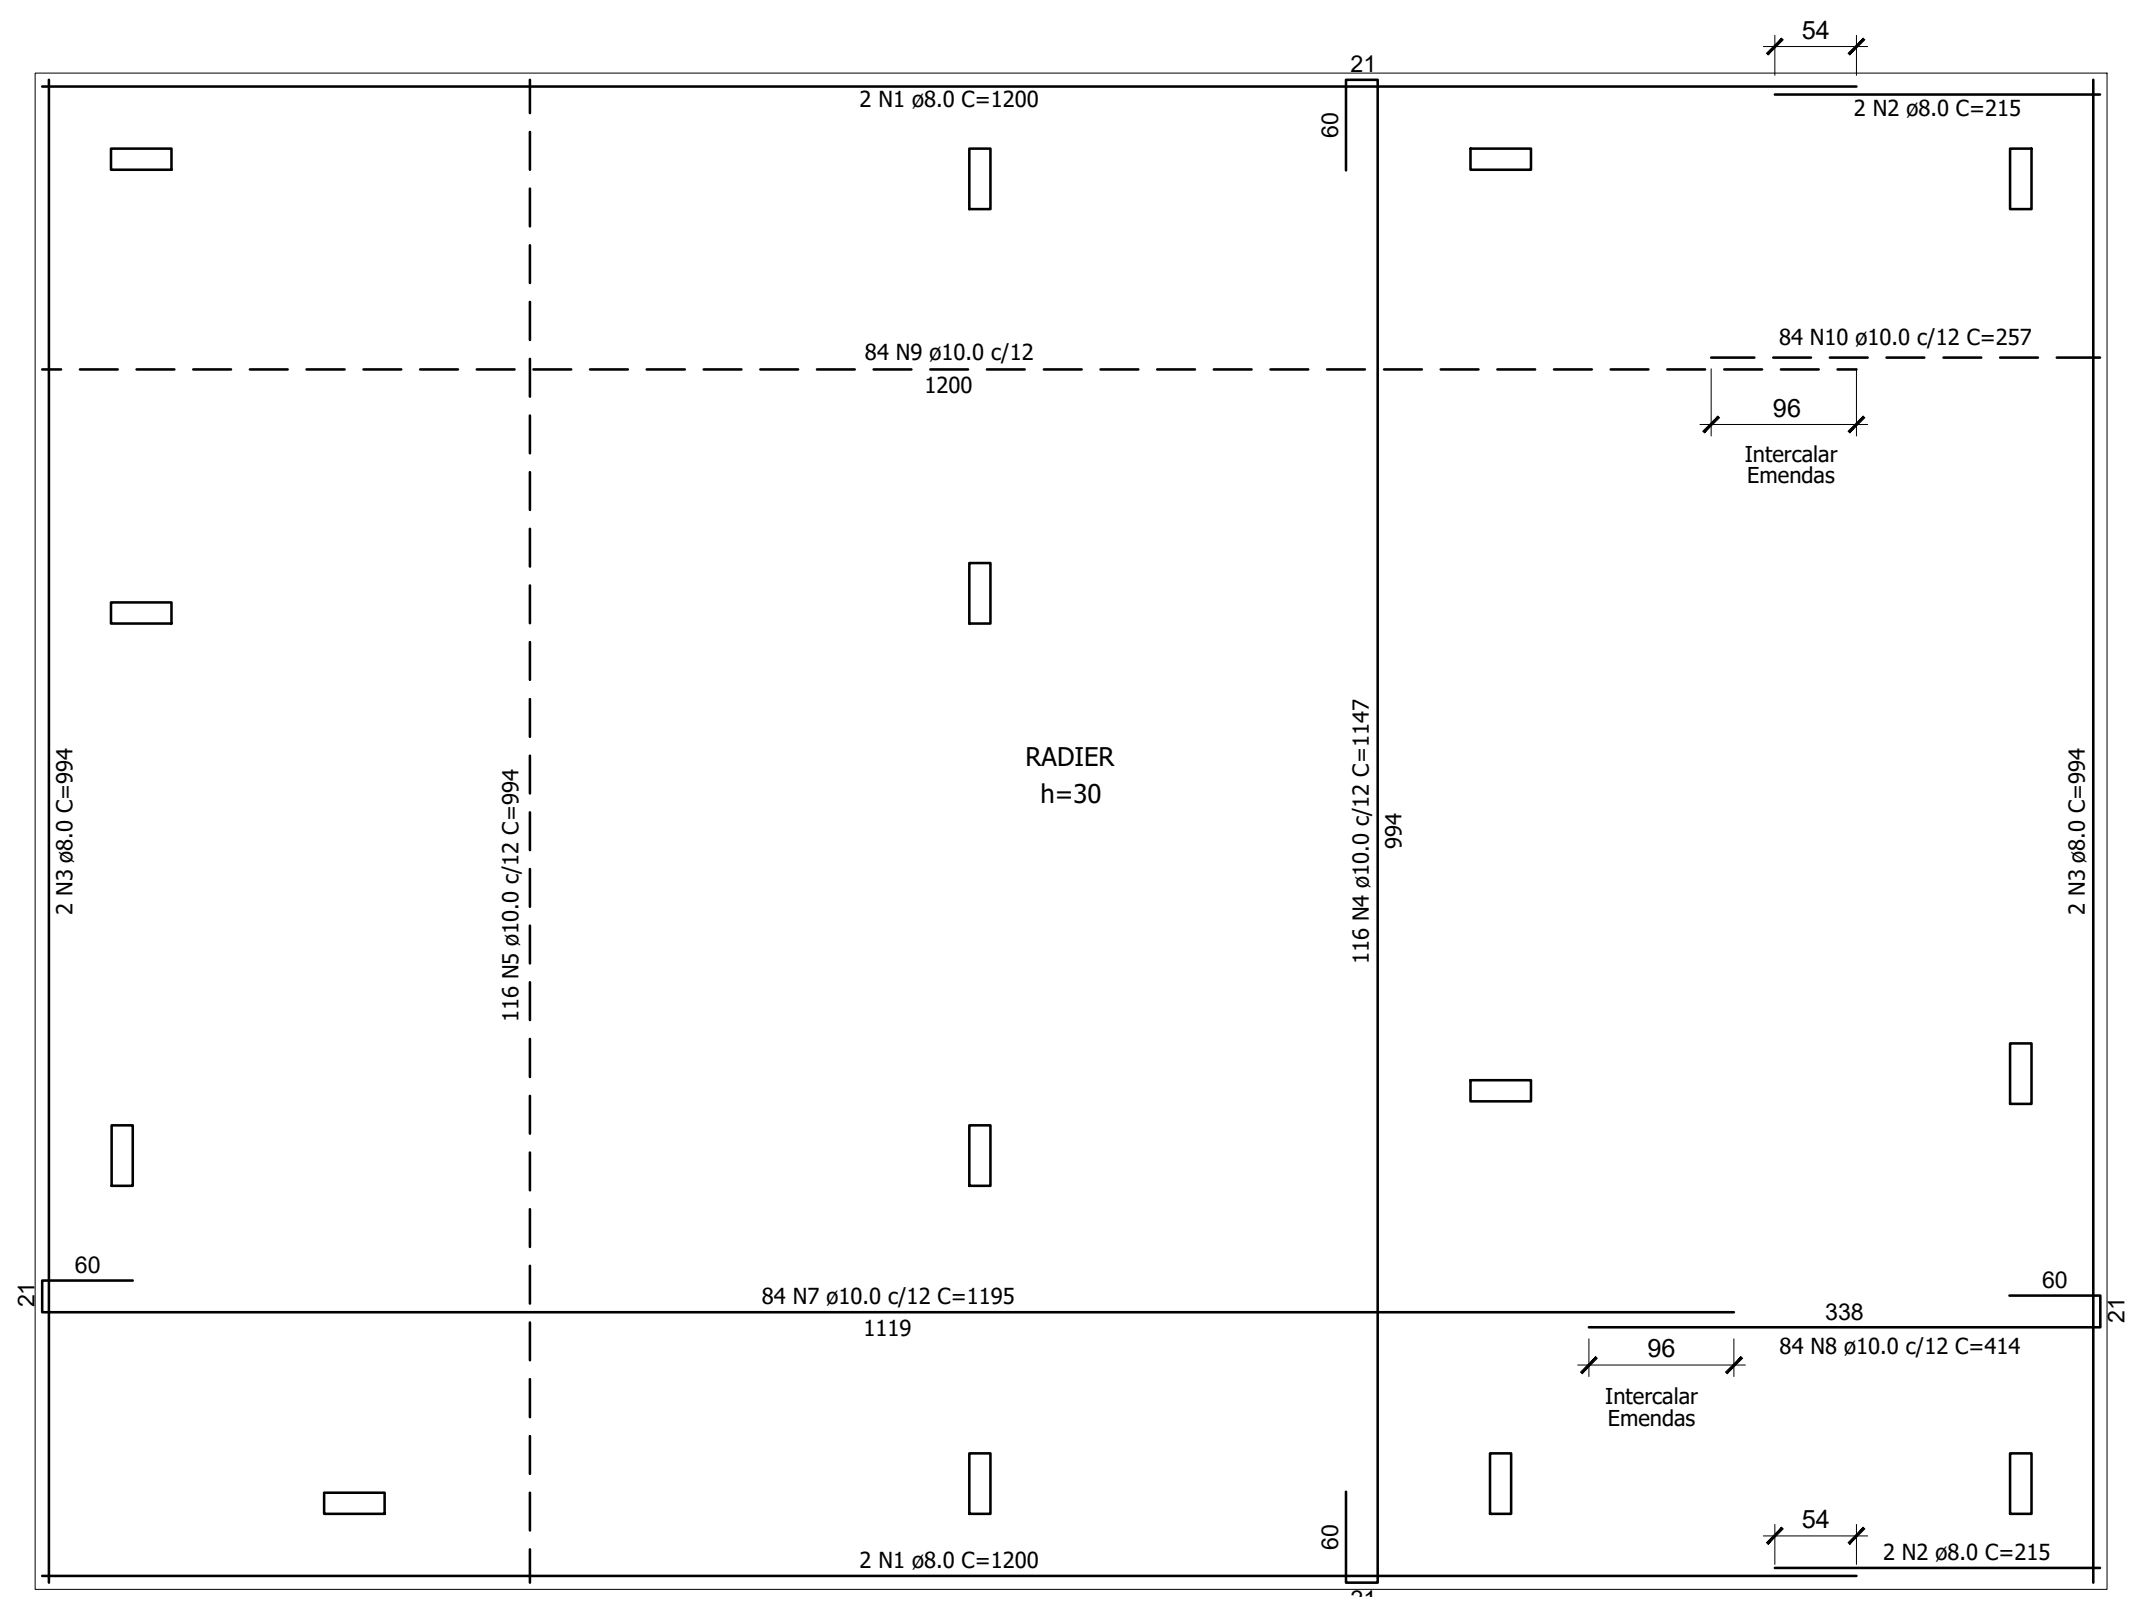 54
21
2 N1 ø8.0 C=1200
2 N2 ø8.0 C=215
60
84 N10 ø10.0 c/12 C=257
84 N9 ø10.0 c/12
1200
96
Intercalar
Emendas
RADIER
h=30
2 N3 ø8.0 C=994
116 N5 ø10.0 c/12 C=994
116 N4 ø10.0 c/12 C=1147
994
2 N3 ø8.0 C=994
60
21
84 N7 ø10.0 c/12 C=1195
1119
60
21
338
84 N8 ø10.0 c/12 C=414
96
Intercalar
Emendas
54
60
2 N1 ø8.0 C=1200
2 N2 ø8.0 C=215